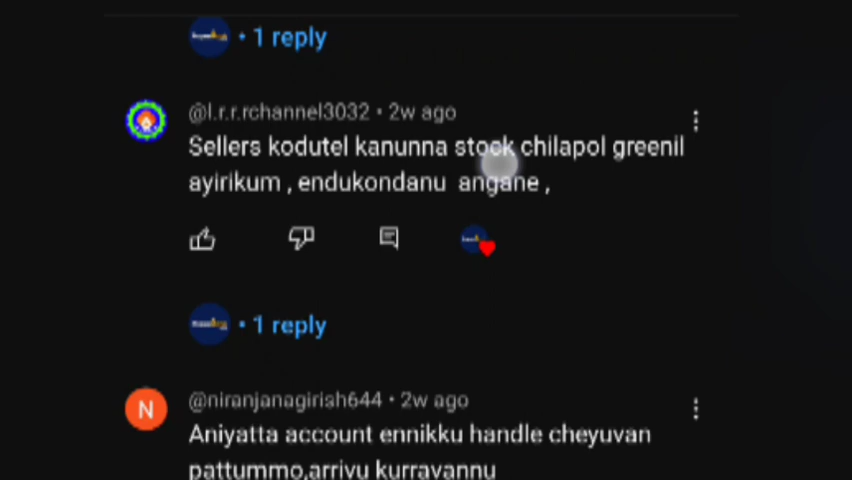 • 1 reply
@l.r.r.rchannel3032 • 2w ago
Sellers kodutel kanunna stock chilapol greenil
ayirikum , endukondanu angane ,
• 1 reply
N
@niranjanagirish644 • 2w ago
Aniyatta account ennikku handle cheyuvan
pattummo,arrivu kurravannu